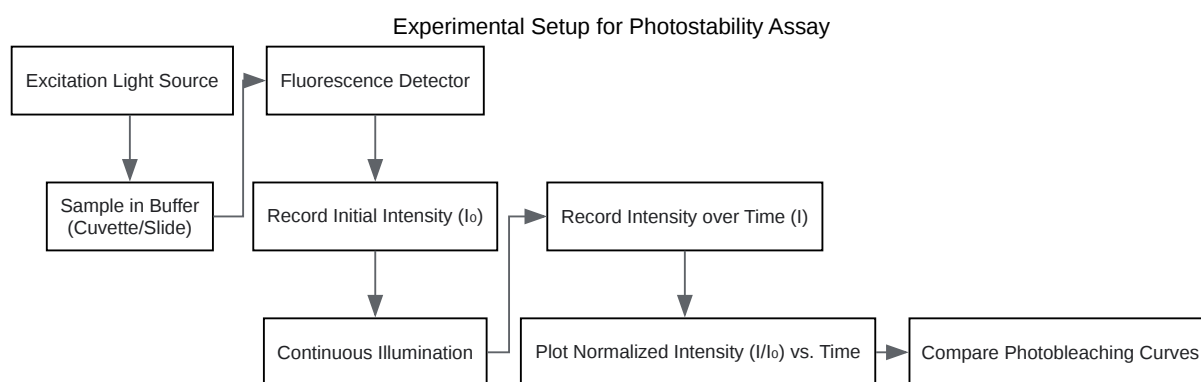 Experimental Setup for Photostability Assay
Excitation Light Source
Fluorescence Detector
Sample in Buffer
(Cuvette/Slide)
Record Initial Intensity (I₀)
Record Intensity over Time (I)
Continuous Illumination
Plot Normalized Intensity (I/I₀) vs. Time
Compare Photobleaching Curves